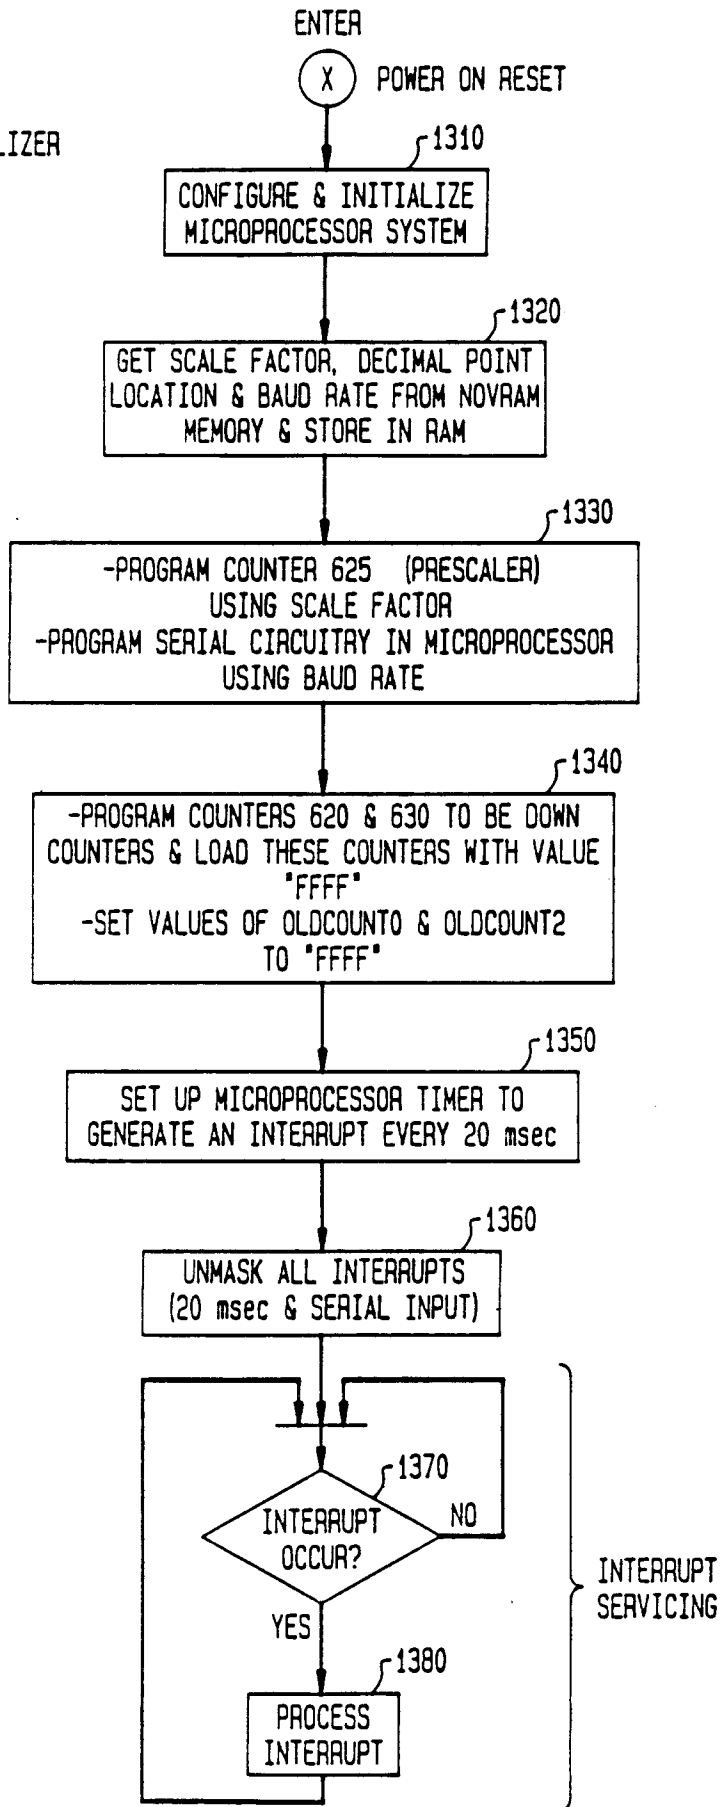 ENTER
X POWER ON RESET
LIZER
1310
CONFIGURE & INITIALIZE
MICROPROCESSOR SYSTEM
1320
GET SCALE FACTOR, DECIMAL POINT
LOCATION & BAUD RATE FROM NOVRAM
MEMORY & STORE IN RAM
1330
-PROGRAM COUNTER 625 (PRESCALER)
USING SCALE FACTOR
-PROGRAM SERIAL CIRCUITRY IN MICROPROCESSOR
USING BAUD RATE
1340
-PROGRAM COUNTERS 620 & 630 TO BE DOWN
COUNTERS & LOAD THESE COUNTERS WITH VALUE
"FFFF"
-SET VALUES OF OLDCOUNT0 & OLDCOUNT2
TO "FFFF"
1350
SET UP MICROPROCESSOR TIMER TO
GENERATE AN INTERRUPT EVERY 20 msec
1360
UNMASK ALL INTERRUPTS
(20 msec & SERIAL INPUT)
1370
INTERRUPT
OCCUR?
NO
YES
INTERRUPT
SERVICING
1380
PROCESS
INTERRUPT